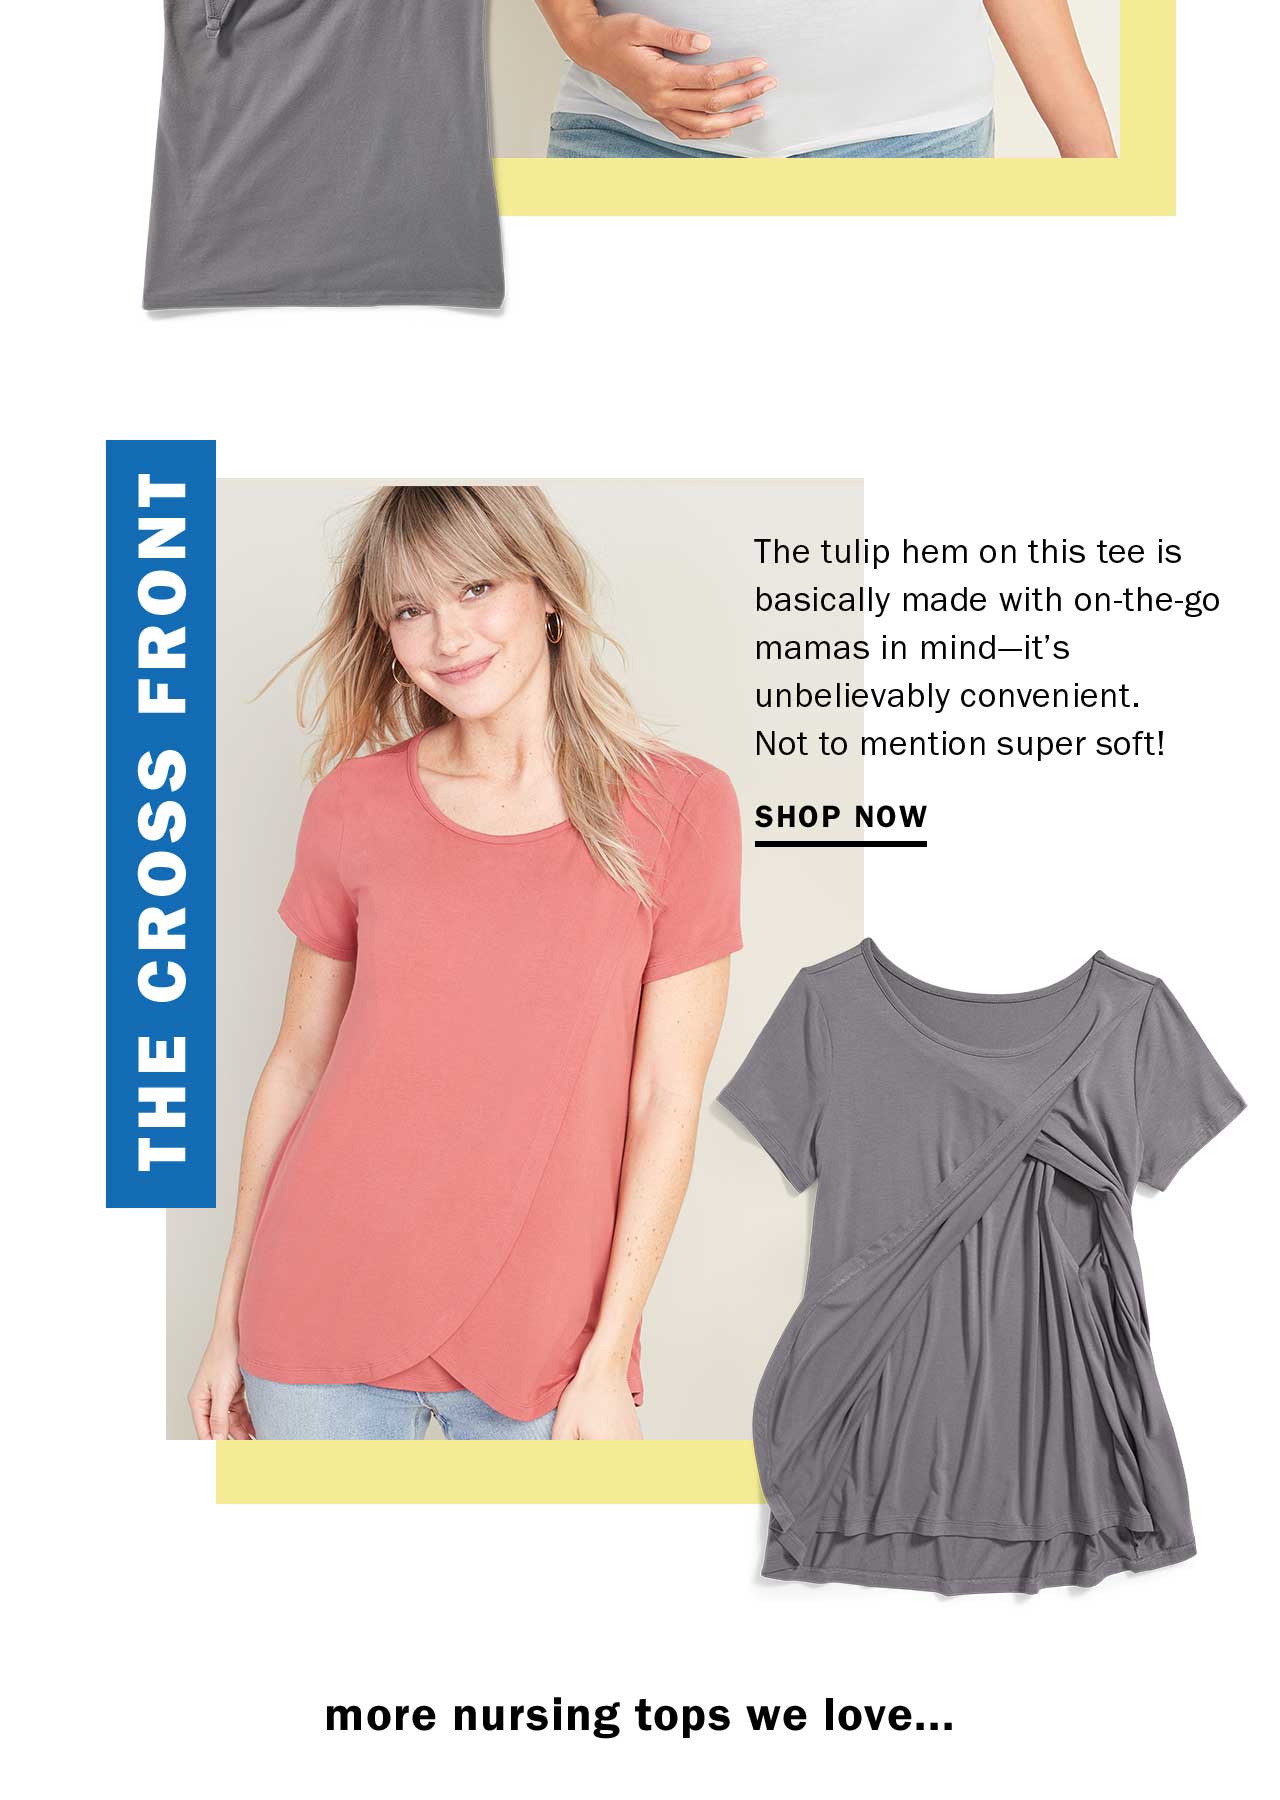 THE CROSS FRONT
The tulip hem on this tee is
basically made with on-the-go
mamas in mind—it’s
unbelievably convenient.
Not to mention super soft!
SHOP NOW
more nursing tops we love...